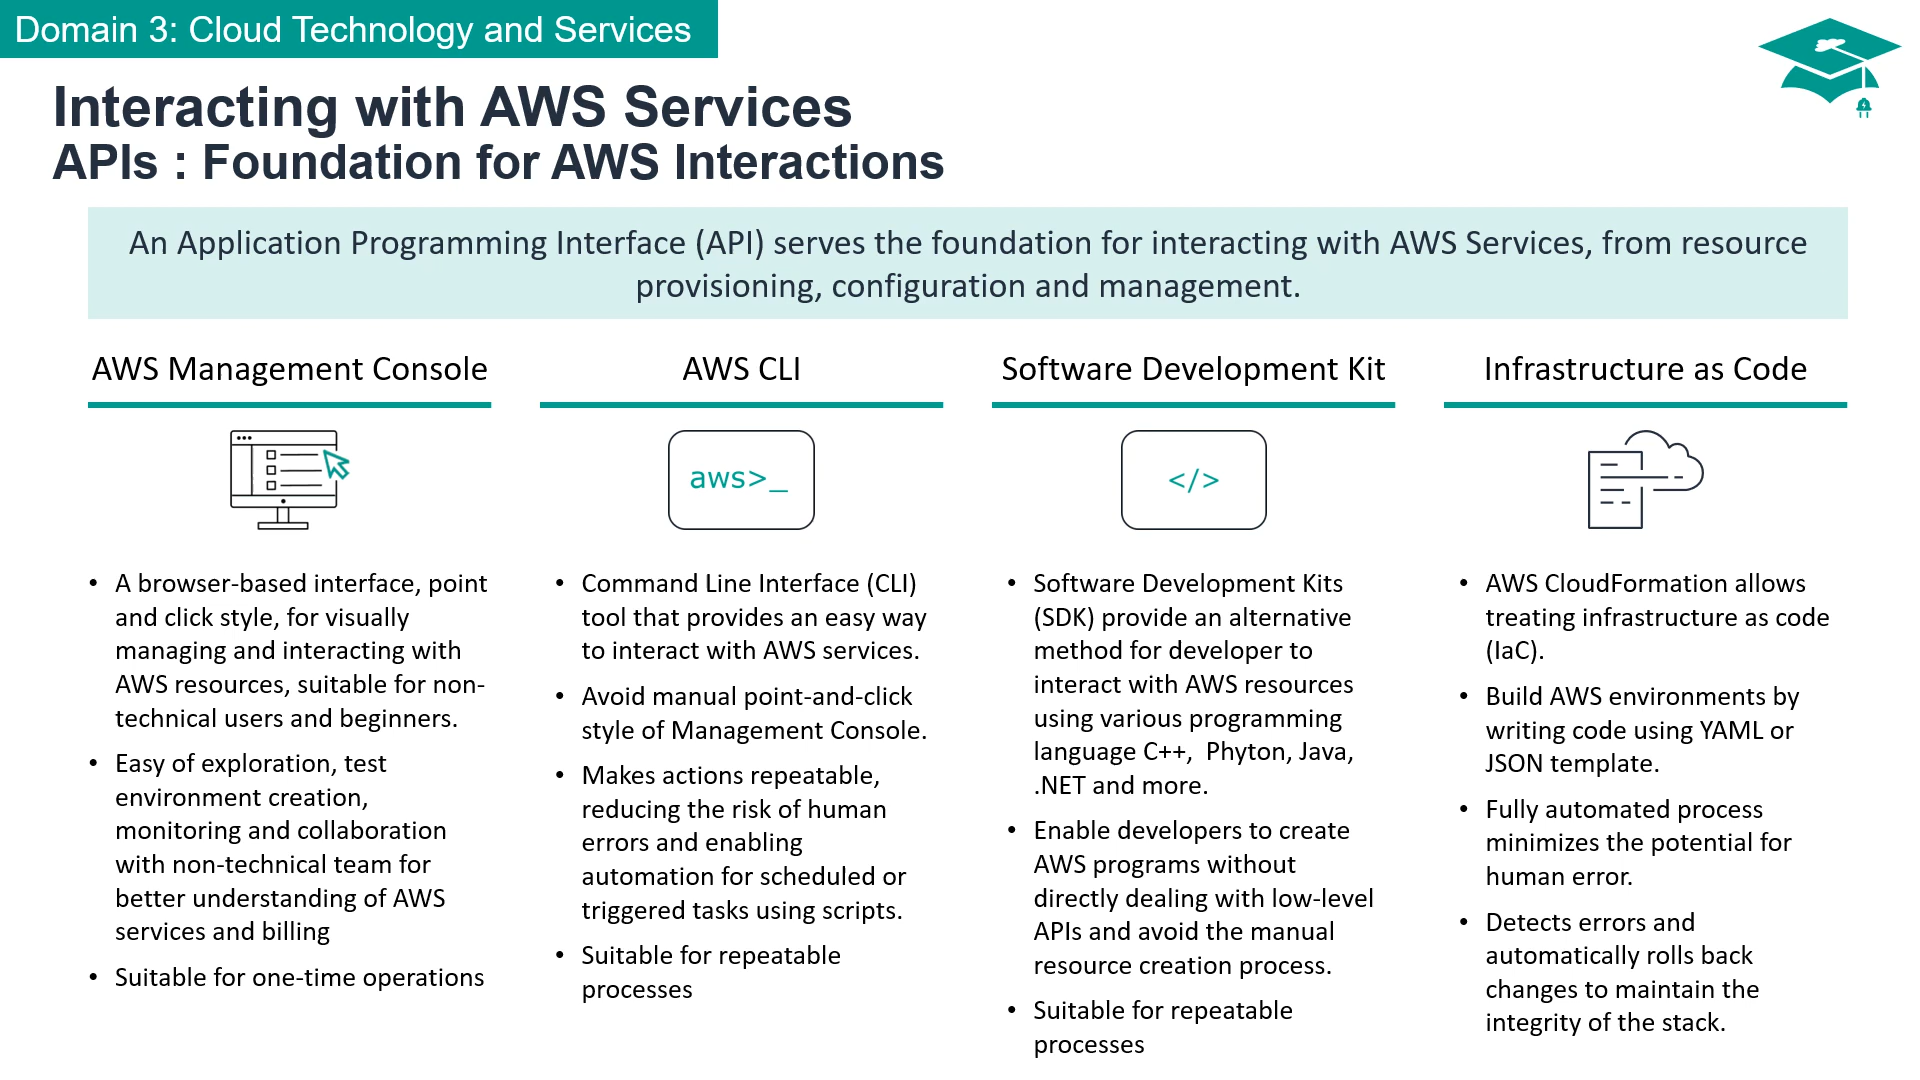 Domain 3: Cloud Technology and Services
Interacting with AWS Services
APIs : Foundation for AWS Interactions
An Application Programming Interface (API) serves the foundation for interacting with AWS Services, from resource
provisioning, configuration and management.
AWS Management Console
• A browser-based interface, point
and click style, for visually
managing and interacting with
AWS resources, suitable for non-
technical users and beginners.
• Easy of exploration, test
environment creation,
monitoring and collaboration
with non-technical team for
better understanding of AWS
services and billing
• Suitable for one-time operations
AWS CLI
aws>_
• Command Line Interface (CLI)
tool that provides an easy way
to interact with AWS services.
• Avoid manual point-and-click
style of Management Console.
• Makes actions repeatable,
reducing the risk of human
errors and enabling
automation for scheduled or
triggered tasks using scripts.
• Suitable for repeatable
processes
Software Development Kit
</>
• Software Development Kits
(SDK) provide an alternative
method for developer to
interact with AWS resources
using various programming
language C++,  Phyton, Java,
.NET and more.
• Enable developers to create
AWS programs without
directly dealing with low-level
APIs and avoid the manual
resource creation process.
• Suitable for repeatable
processes
Infrastructure as Code
• AWS CloudFormation allows
treating infrastructure as code
(IaC).
• Build AWS environments by
writing code using YAML or
JSON template.
• Fully automated process
minimizes the potential for
human error.
• Detects errors and
automatically rolls back
changes to maintain the
integrity of the stack.